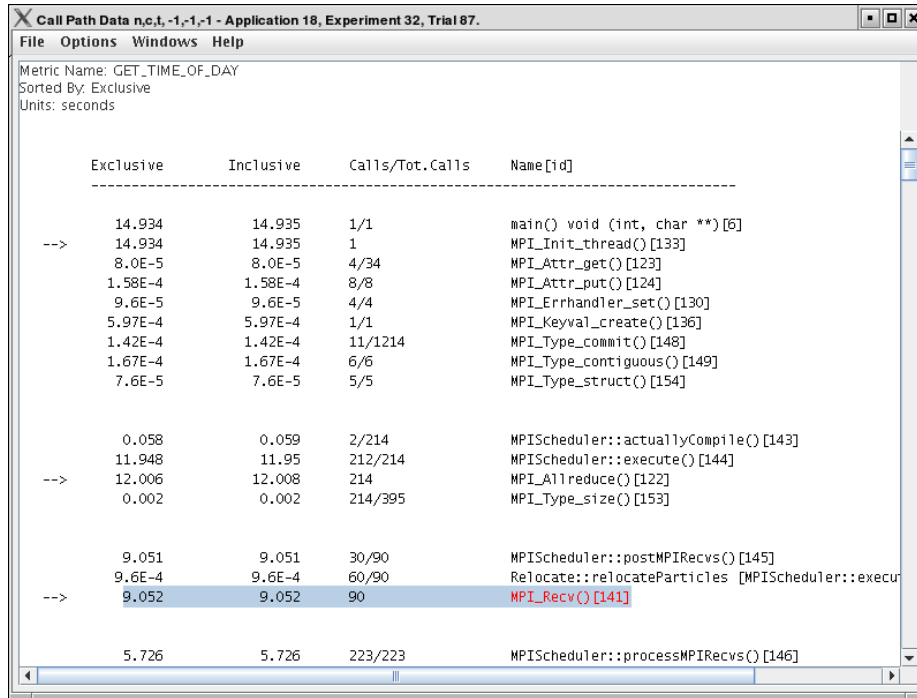 Call Path Data n,c,t, -1,-1,-1 - Application 18, Experiment 32, Trial 87.
File Options Windows Help
Metric Name: GET_TIME_OF_DAY
Sorted By: Exclusive
Units: seconds
Exclusive Inclusive Calls/Tot.Calls Name[id]
--------------------------------------------------------------------------------
14.934 14.935 1/1 main() void (int, char **)[6]
--> 14.934 14.935 1 MPI_Init_thread()[133]
8.0E-5 8.0E-5 4/34 MPI_Attr_get()[123]
1.58E-4 1.58E-4 8/8 MPI_Attr_put()[124]
9.6E-5 9.6E-5 4/4 MPI_Errhandler_set()[130]
5.97E-4 5.97E-4 1/1 MPI_Keyval_create()[136]
1.42E-4 1.42E-4 11/1214 MPI_Type_commit()[148]
1.67E-4 1.67E-4 6/6 MPI_Type_contiguous()[149]
7.6E-5 7.6E-5 5/5 MPI_Type_struct()[154]
0.058 0.059 2/214 MPIScheduler::actuallyCompile()[143]
11.948 11.95 212/214 MPIScheduler::execute()[144]
--> 12.006 12.008 214 MPI_Allreduce()[122]
0.002 0.002 214/395 MPI_Type_size()[153]
9.051 9.051 30/90 MPIScheduler::postMPIRecvs()[145]
9.6E-4 9.6E-4 60/90 Relocate::relocateParticles [MPIScheduler::execu
--> 9.052 9.052 90 MPI_Recv()[141]
5.726 5.726 223/223 MPIScheduler::processMPIRecvs()[146]